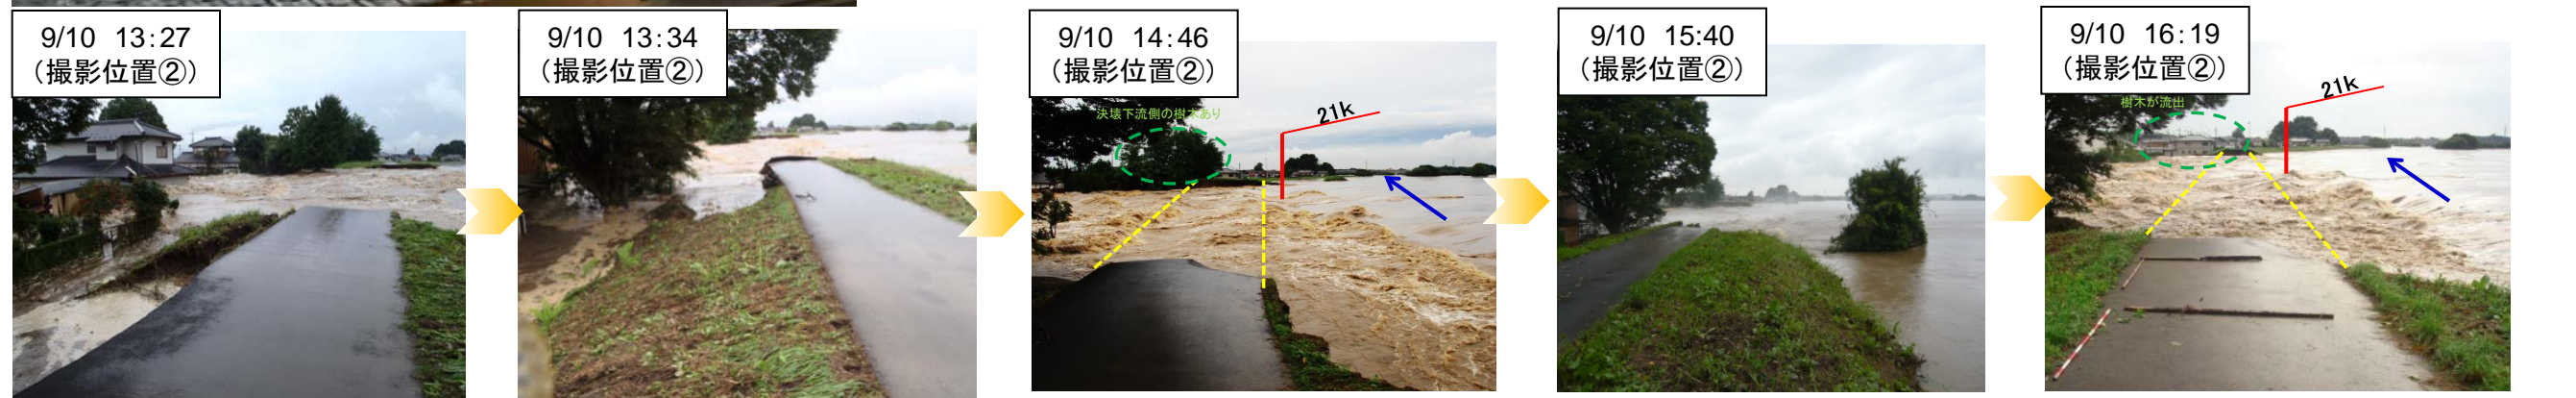 9/10 13:27
（撮影位置②）
9/10 13:34
（撮影位置②）
9/10 14:46
（撮影位置②）
決壊下流側の樹木あり
21k
9/10 15:40
（撮影位置②）
9/10 16:19
（撮影位置②）
樹木が流出
21k